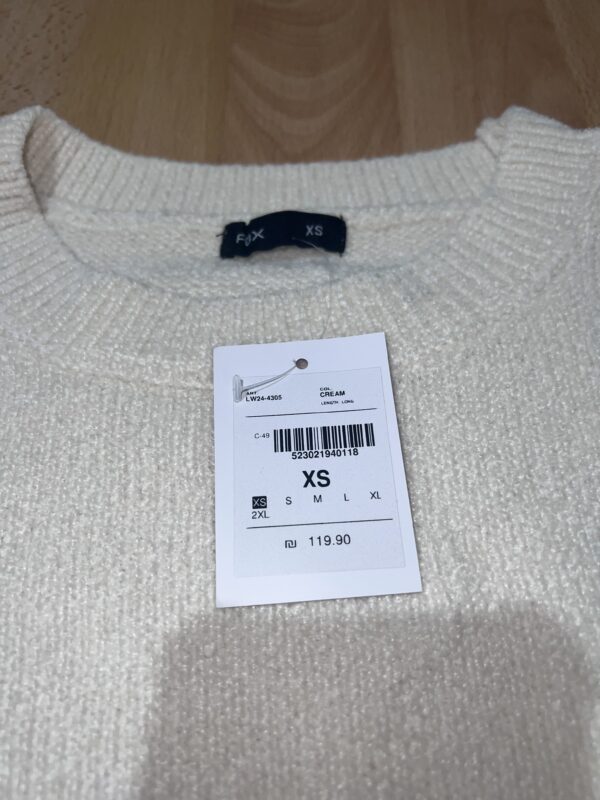 FOX XS
ART. COL.
LW24-4305 CREAM
LENGTH: LONG
C-49
523021940118
XS
XS S M L XL
2XL
₪ 119.90